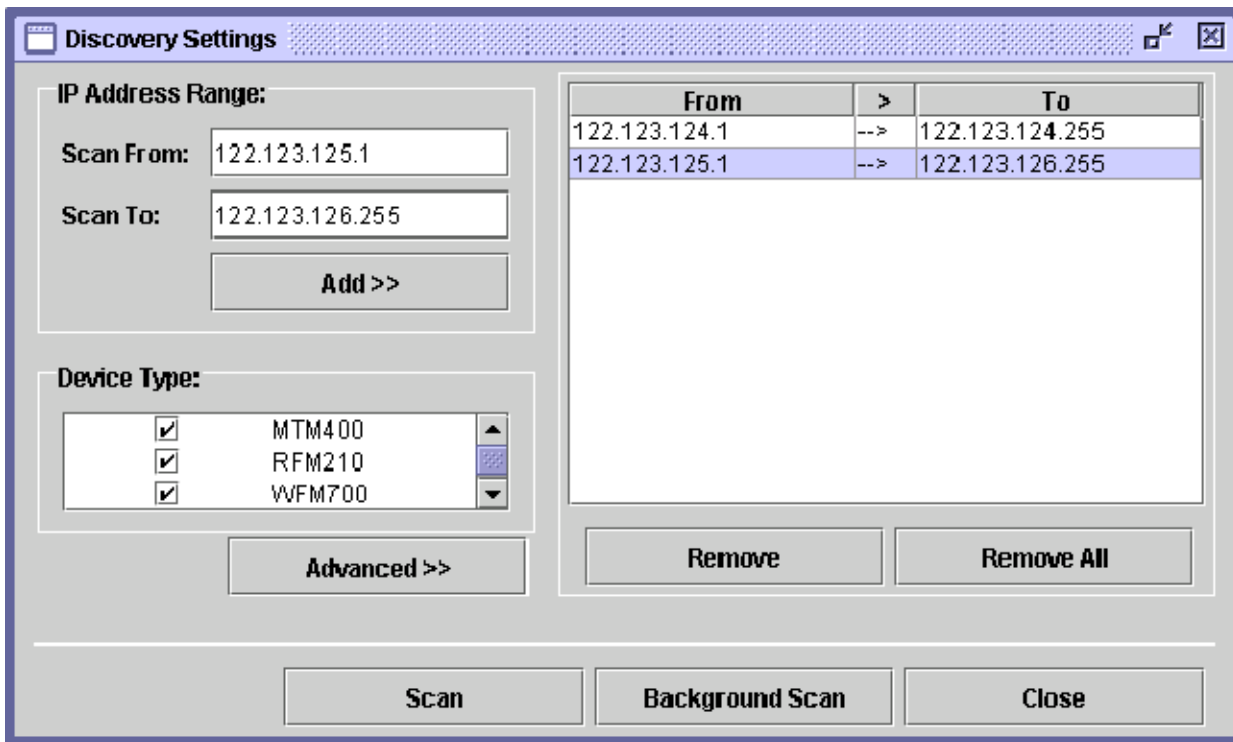 Discovery Settings
IP Address Range:
Scan From: 122.123.125.1
Scan To: 122.123.126.255
Add >>
Device Type:
MTM400
RFM210
WFM700
Advanced >>
From > To
122.123.124.1 --> 122.123.124.255
122.123.125.1 --> 122.123.126.255
Remove Remove All
Scan Background Scan Close